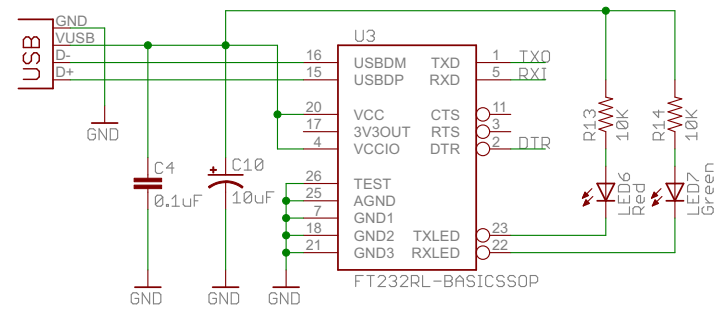 USB
GND
VUSB
D-
D+
GND
C4
0.1uF
GND
C10
10uF
GND
GND
U3
16 USBDM TXD 1 TXO
15 USBDP RXD 5 RXI
20 VCC CTS 11
17 3V3OUT RTS 3
4 VCCIO DTR 2 DTR
26 TEST
25 AGND
7 GND1
18 GND2 TXLED 23
21 GND3 RXLED 22
FT232RL-BASICSSOP
R13
10K
R14
10K
LED6
Red
LED7
Green